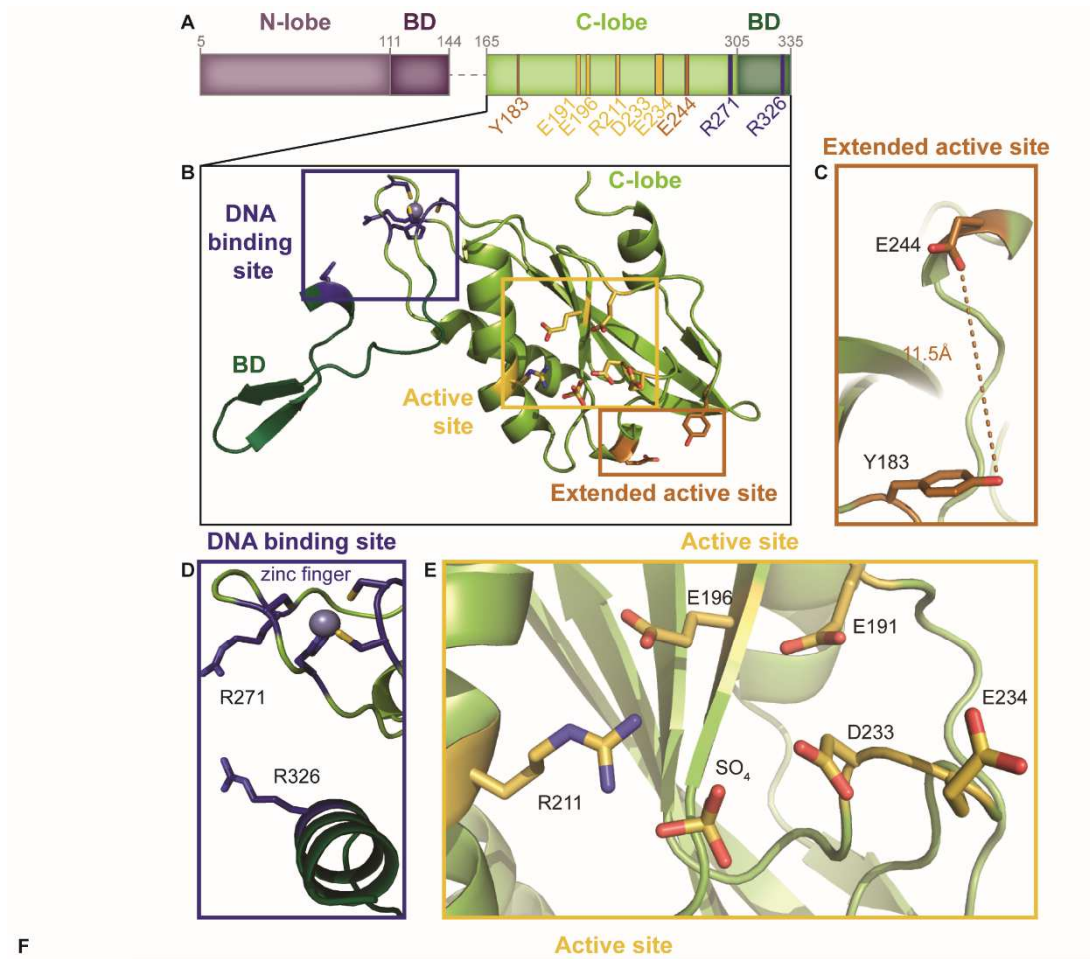 A
N-lobe BD C-lobe BD
5 111 144 165 305 335
Y183 E191 E196 R211 D233 E234 E244 R271 R326
B
C-lobe
DNA
binding
site
BD
Active
site
Extended active site
Extended active site
C
E244
11.5Å
Y183
DNA binding site
D
zinc finger
R271
R326
Active site
E
E196
E191
E234
D233
SO4
R211
F
Active site